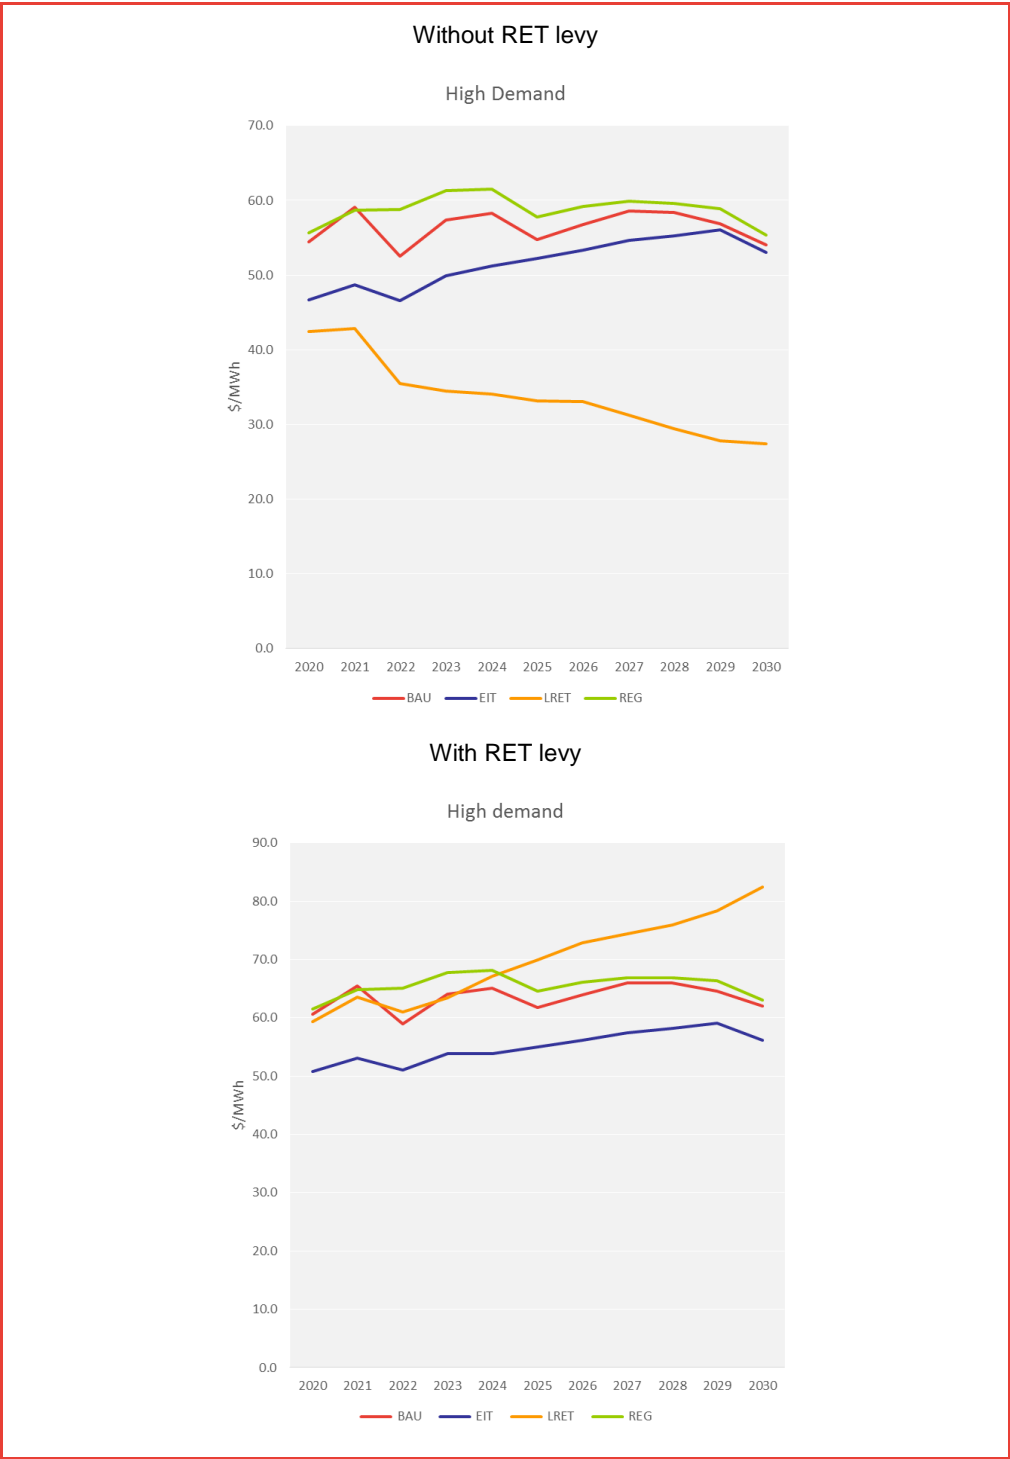 Without RET levy
High Demand
70.0
60.0
50.0
40.0
30.0
20.0
10.0
0.0
$/MWh
2020 2021 2022 2023 2024 2025 2026 2027 2028 2029 2030
BAU EIT LRET REG
With RET levy
High demand
90.0
80.0
70.0
60.0
50.0
40.0
30.0
20.0
10.0
0.0
$/MWh
2020 2021 2022 2023 2024 2025 2026 2027 2028 2029 2030
BAU EIT LRET REG